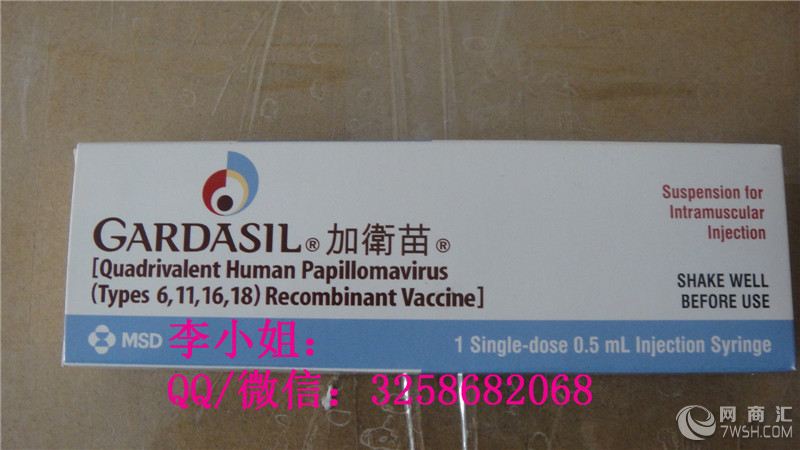 GARDASIL® 加衛苗®
[Quadrivalent Human Papillomavirus
(Types 6,11,16,18) Recombinant Vaccine]
Suspension for
Intramuscular
Injection
SHAKE WELL
BEFORE USE
MSD
1 Single-dose 0.5 mL Injection Syringe
李小姐：
QQ/微信：3258682068
网商汇
7WSH.COM